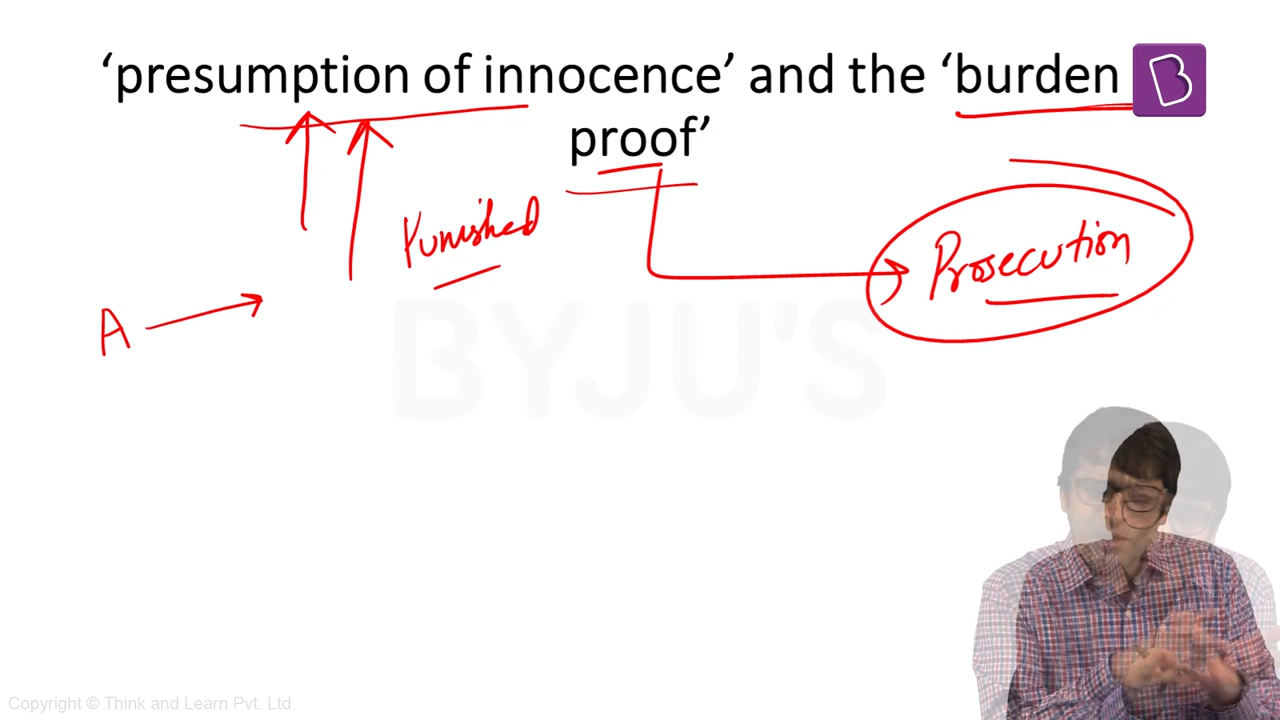 ‘presumption of innocence’ and the ‘burden
proof’
Punished
Prosecution
A
BYJU'S
Copyright © Think and Learn Pvt. Ltd.